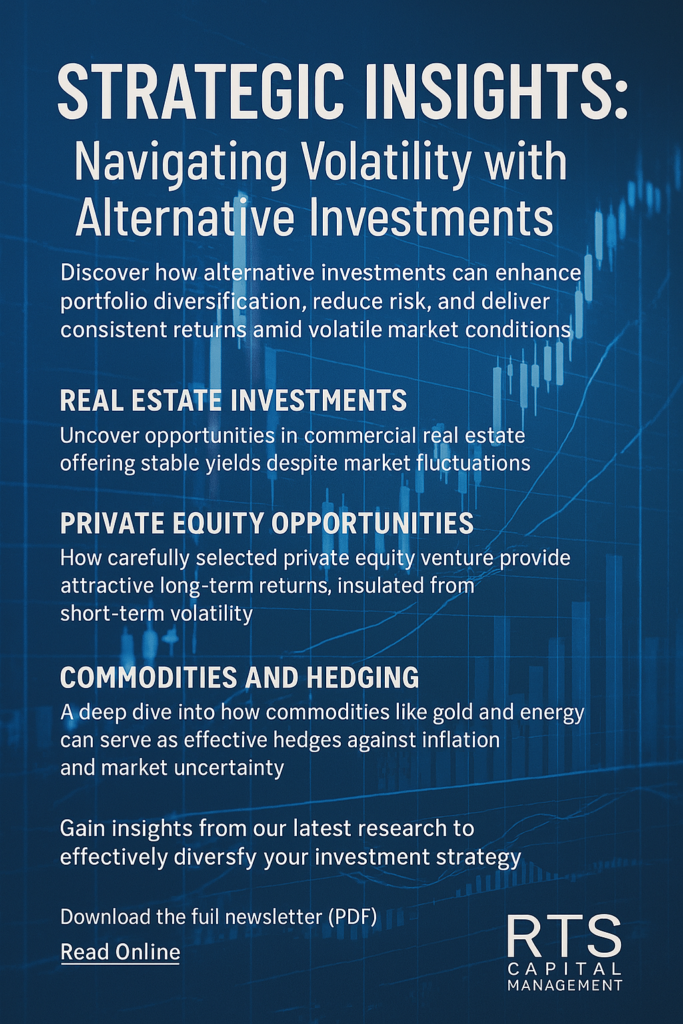 STRATEGIC INSIGHTS:
Navigating Volatility with
Alternative Investments
Discover how alternative investments can enhance
portfolio diversification, reduce risk, and deliver
consistent returns amid volatile market conditions.
REAL ESTATE INVESTMENTS
Uncover opportunities in commercial real estate
offering stable yields despite market fluctuations
PRIVATE EQUITY OPPORTUNITIES
How carefully selected private equity venture provide
attractive long-term returns, insulated from
short-term volatility
COMMODITIES AND HEDGING
A deep dive into how commodities like gold and energy
can serve as effective hedges against inflation
and market uncertainty
Gain insights from our latest research to
effectively diversfy your investment strategy
Download the fuil newsletter (PDF)
Read Online
RTS
CAPITAL
MANAGEMENT